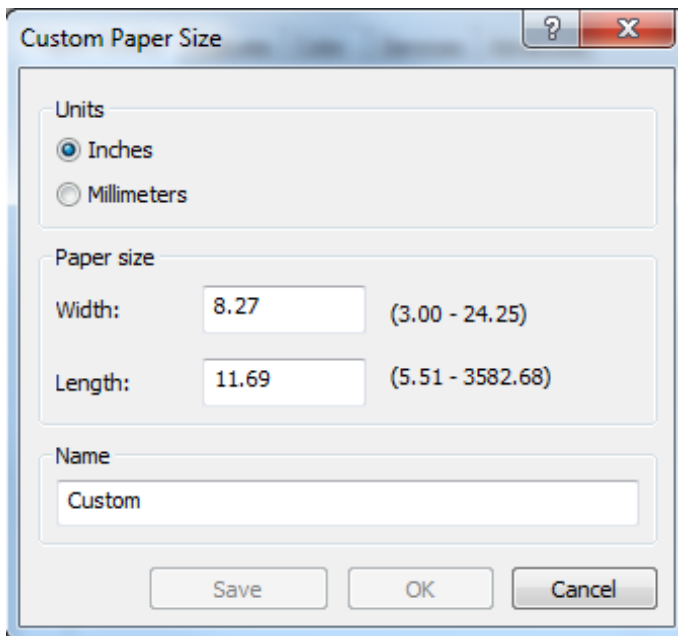 Custom Paper Size
Units
Inches
Millimeters
Paper size
Width: 8.27 (3.00 - 24.25)
Length: 11.69 (5.51 - 3582.68)
Name
Custom
Save OK Cancel